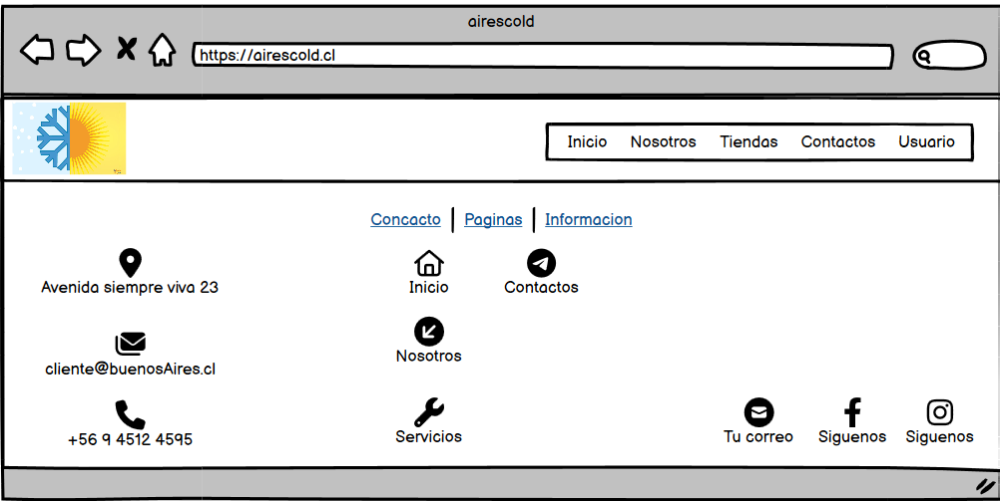 airescold
https://airescold.cl
Inicio Nosotros Tiendas Contactos Usuario
Concacto Paginas Informacion
Avenida siempre viva 23
Inicio Contactos
Nosotros
cliente@buenosAires.cl
+56 9 4512 4595
Servicios
Tu correo Siguenos Siguenos